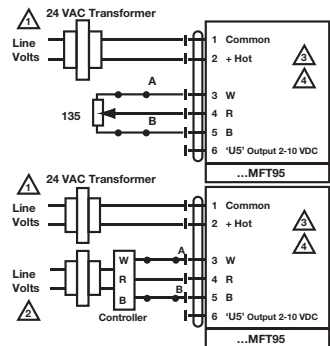 1 24 VAC Transformer
Line
Volts
1 Common
2 + Hot
3
4
A
3 W
135
4 R
B
5 B
6 'U5' Output 2-10 VDC
...MFT95
1 24 VAC Transformer
Line
Volts
1 Common
2 + Hot
3
4
Line
Volts
2
W
R
B
Controller
A
3 W
4 R
B
5 B
6 'U5' Output 2-10 VDC
...MFT95